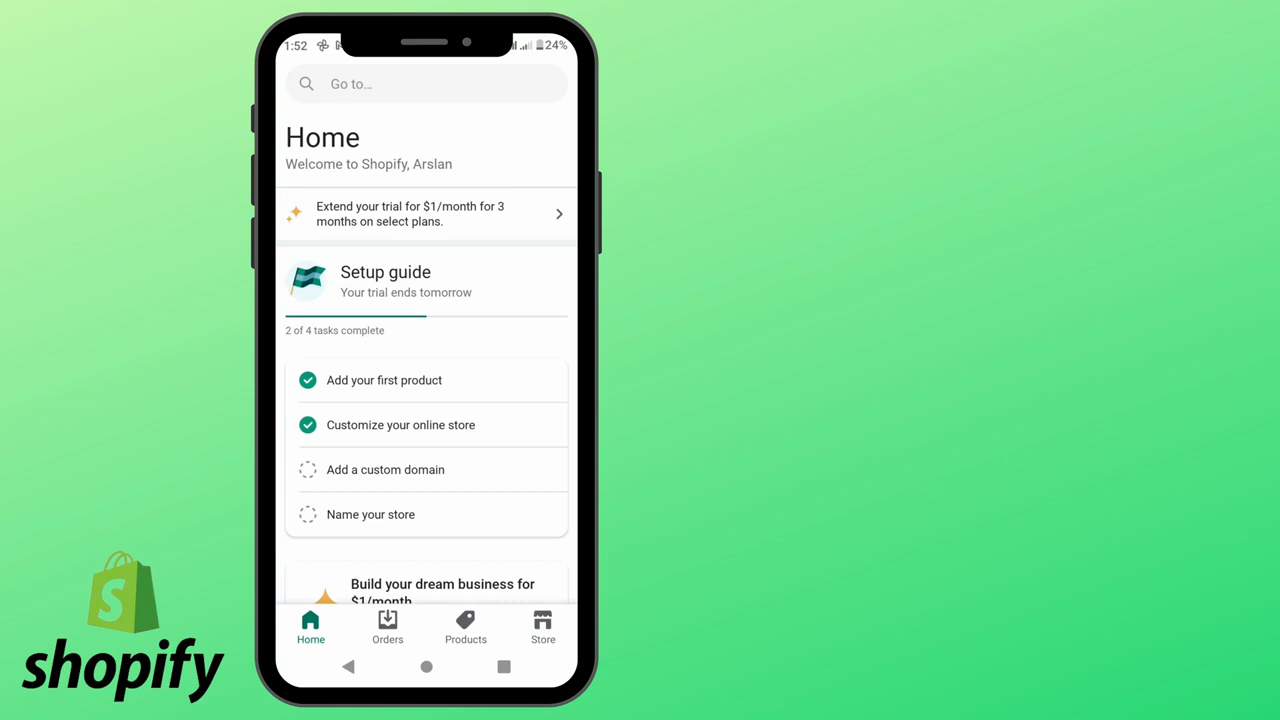 1:52
24%
Go to...
Home
Welcome to Shopify, Arslan
Extend your trial for $1/month for 3
months on select plans.
Setup guide
Your trial ends tomorrow
2 of 4 tasks complete
Add your first product
Customize your online store
Add a custom domain
Name your store
Build your dream business for
$1/month
Home
Orders
Products
Store
S
shopify